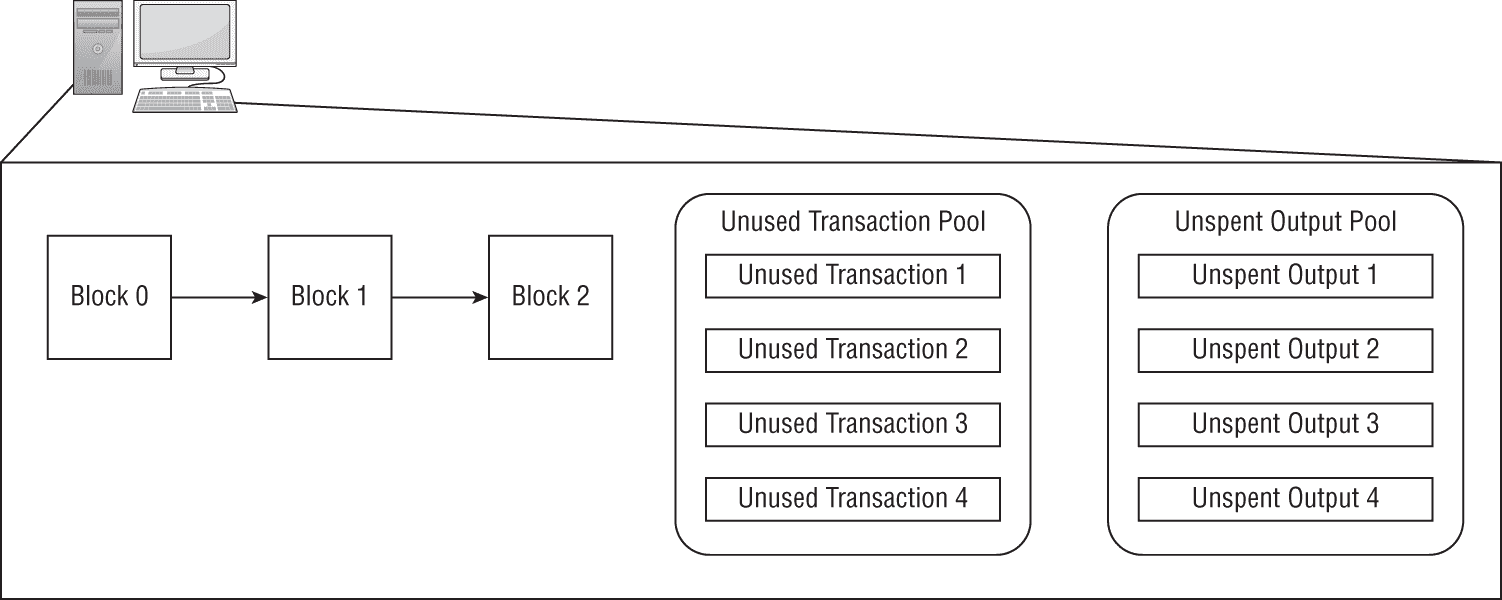 Block 0
Block 1
Block 2
Unused Transaction Pool
Unused Transaction 1
Unused Transaction 2
Unused Transaction 3
Unused Transaction 4
Unspent Output Pool
Unspent Output 1
Unspent Output 2
Unspent Output 3
Unspent Output 4